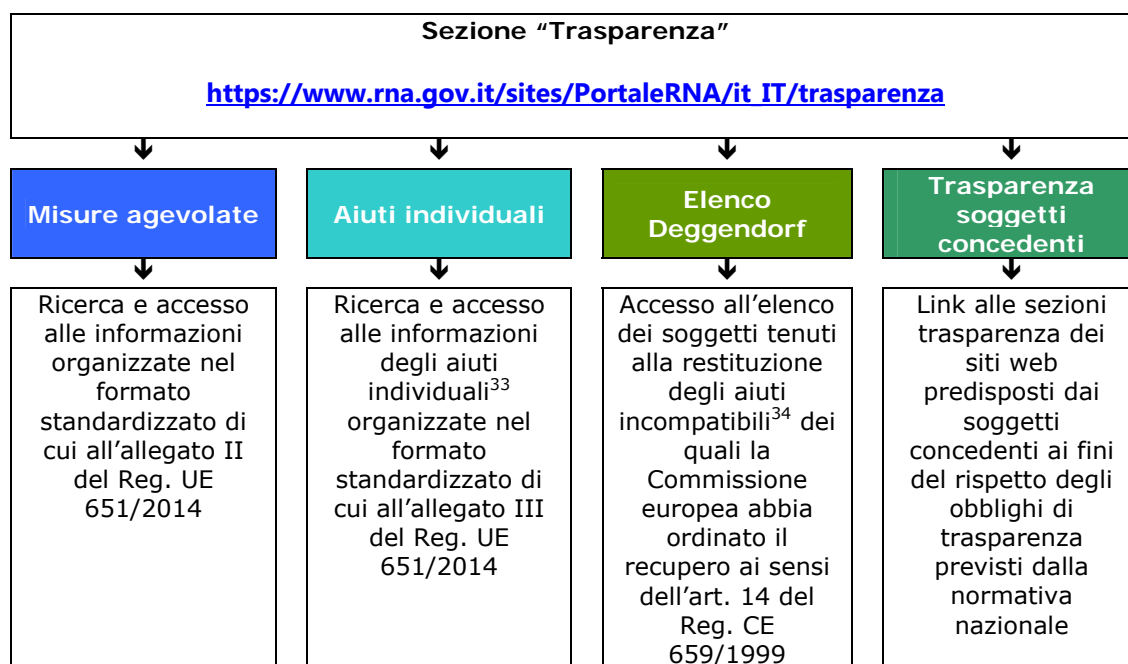 Sezione “Trasparenza”
https://www.rna.gov.it/sites/PortaleRNA/it_IT/trasparenza
Misure agevolate
Aiuti individuali
Elenco
Deggendorf
Trasparenza
soggetti
concedenti
Ricerca e accesso
alle informazioni
organizzate nel
formato
standardizzato di
cui all’allegato II
del Reg. UE
651/2014
Ricerca e accesso
alle informazioni
degli aiuti
individuali33
organizzate nel
formato
standardizzato di
cui all’allegato III
del Reg. UE
651/2014
Accesso all’elenco
dei soggetti tenuti
alla restituzione
degli aiuti
incompatibili34 dei
quali la
Commissione
europea abbia
ordinato il
recupero ai sensi
dell’art. 14 del
Reg. CE
659/1999
Link alle sezioni
trasparenza dei
siti web
predisposti dai
soggetti
concedenti ai fini
del rispetto degli
obblighi di
trasparenza
previsti dalla
normativa
nazionale